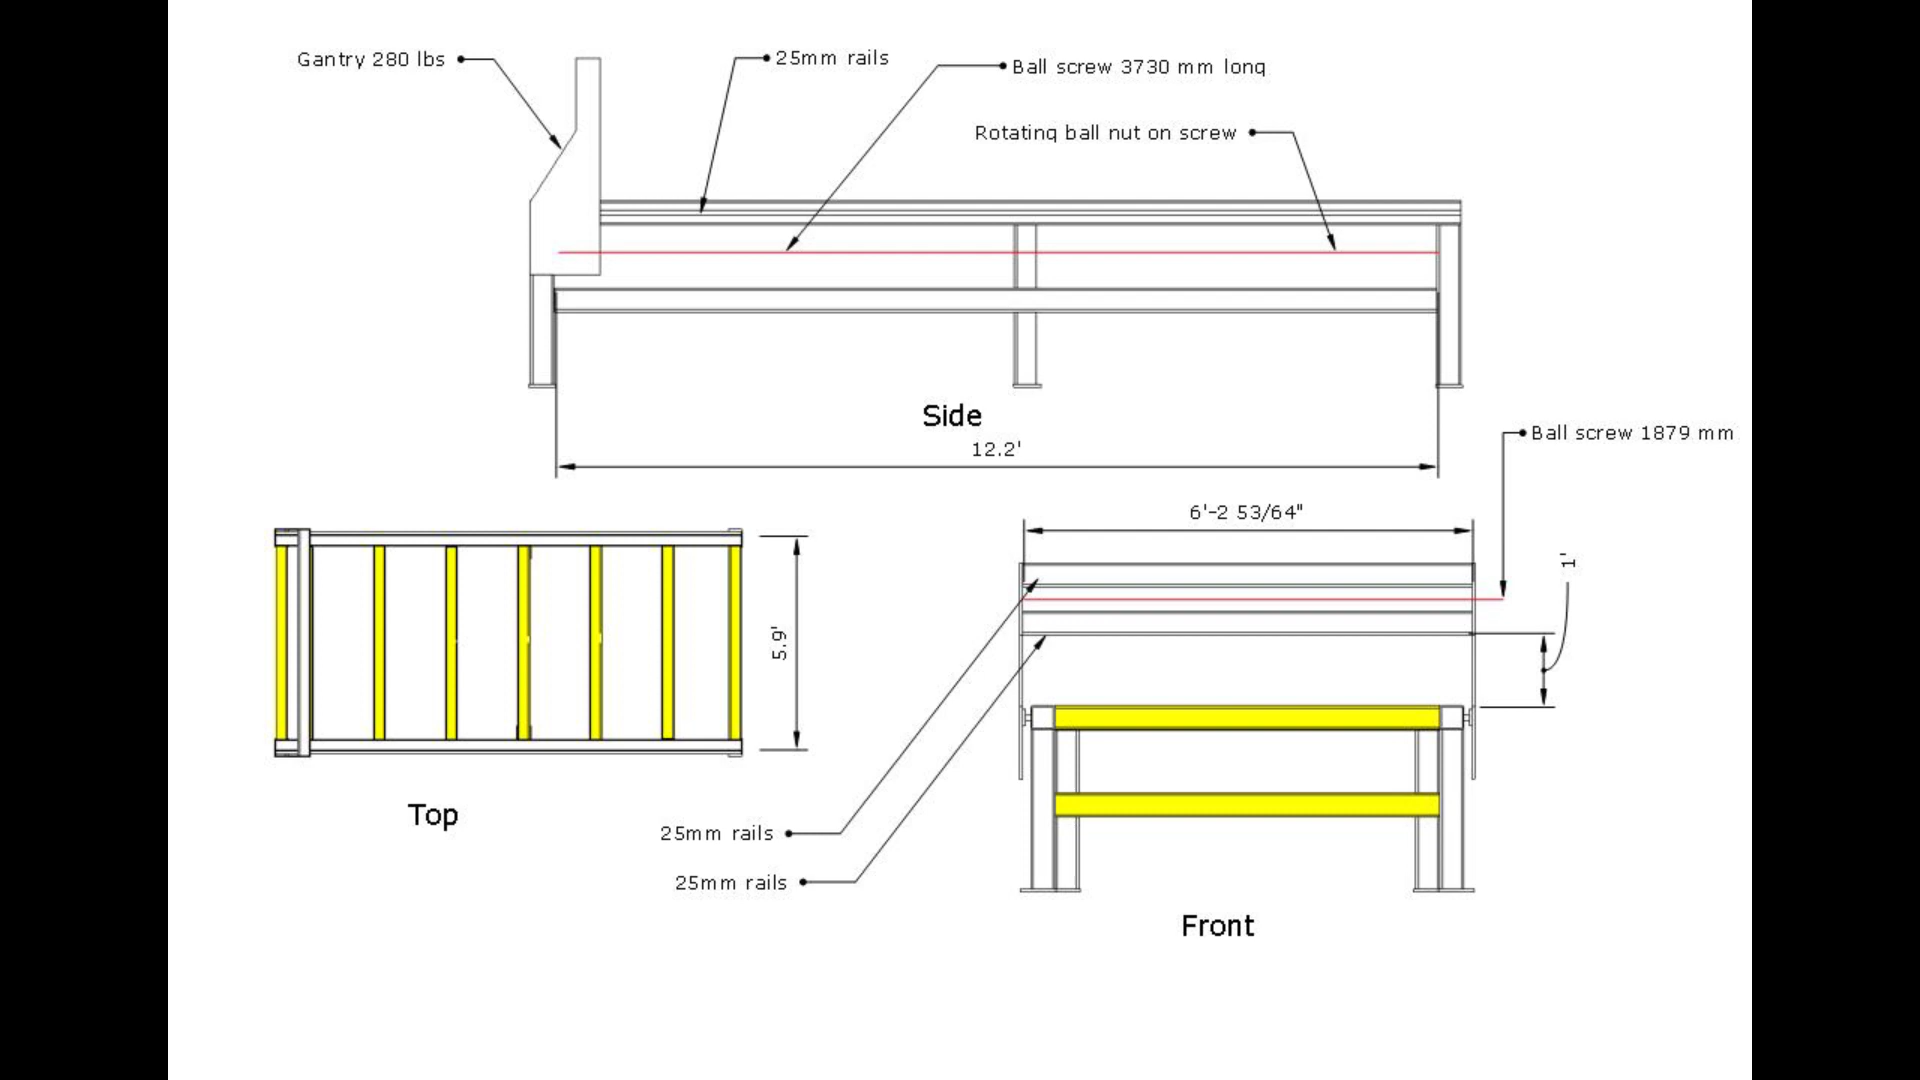 Gantry 280 lbs
25mm rails
Ball screw 3730 mm long
Rotating ball nut on screw
Side
12.2'
Ball screw 1879 mm
6'-2 53/64"
1'
5.9'
Top
25mm rails
25mm rails
Front